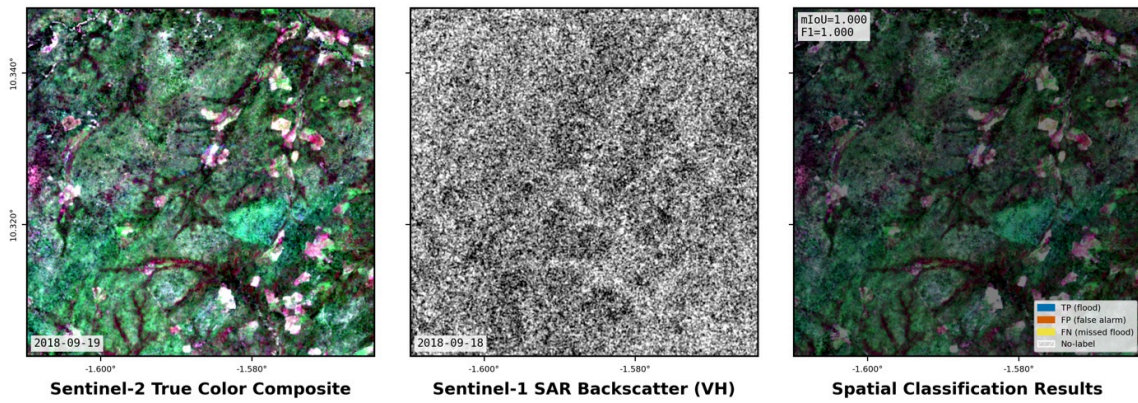 10.340°
10.320°
2018-09-19
-1.600°
-1.580°
Sentinel-2 True Color Composite
2018-09-18
-1.600°
-1.580°
Sentinel-1 SAR Backscatter (VH)
mIoU=1.000
F1=1.000
TP (flood)
FP (false alarm)
FN (missed flood)
No-label
-1.600°
-1.580°
Spatial Classification Results